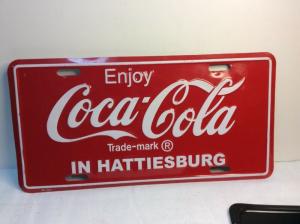 Enjoy
Coca-Cola
Trade-mark ®
IN HATTIESBURG